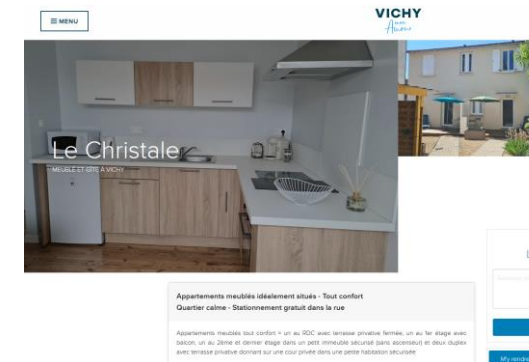 MENU
VICHY
mon
Amour
Le Christale
MEUBLÉ ET GÎTE À VICHY
Appartements meublés idéalement situés - Tout confort
Quartier calme - Stationnement gratuit dans la rue
Appartements meublés tout confort = un au RDC avec terrasse privative fermée, un au 1er étage avec
balcon, un au 2ème et dernier étage dans un petit immeuble sécurisé (sans ascenseur) et deux duplex
avec terrasse privative donnant sur une cour privée dans une petite habitation sécurisée
M'y rendre